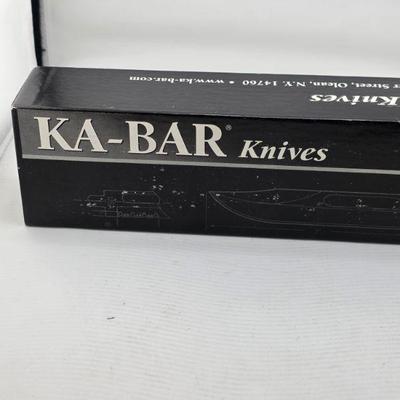 r Street, Olean, N.Y. 14760 • www.ka-bar.com
Knives
KA-BAR® Knives